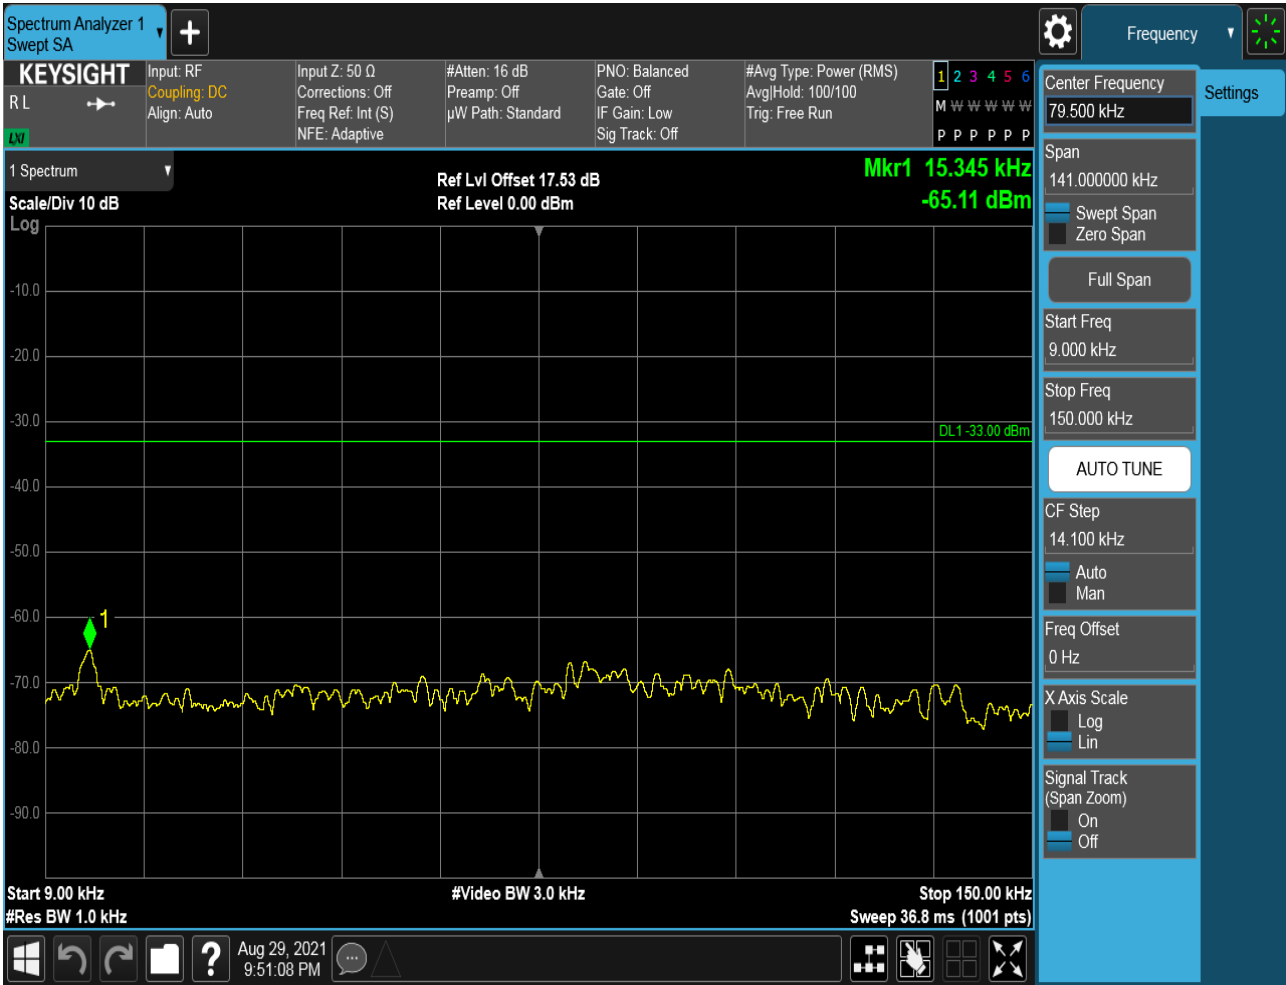 Spectrum Analyzer 1
Swept SA
Frequency
KEYSIGHT
R L
LXI
Input: RF
Coupling: DC
Align: Auto
Input Z: 50 Ω
Corrections: Off
Freq Ref: Int (S)
NFE: Adaptive
#Atten: 16 dB
Preamp: Off
µW Path: Standard
PNO: Balanced
Gate: Off
IF Gain: Low
Sig Track: Off
#Avg Type: Power (RMS)
Avg|Hold: 100/100
Trig: Free Run
1 2 3 4 5 6
M W W W W W
P P P P P P
1 Spectrum
Scale/Div 10 dB
Log
Ref Lvl Offset 17.53 dB
Ref Level 0.00 dBm
Mkr1 15.345 kHz
-65.11 dBm
-10.0
-20.0
-30.0
DL1 -33.00 dBm
-40.0
-50.0
-60.0
1
-70.0
-80.0
-90.0
Start 9.00 kHz
#Video BW 3.0 kHz
Stop 150.00 kHz
#Res BW 1.0 kHz
Sweep 36.8 ms (1001 pts)
?
Aug 29, 2021
9:51:08 PM
Center Frequency
79.500 kHz
Settings
Span
141.000000 kHz
Swept Span
Zero Span
Full Span
Start Freq
9.000 kHz
Stop Freq
150.000 kHz
AUTO TUNE
CF Step
14.100 kHz
Auto
Man
Freq Offset
0 Hz
X Axis Scale
Log
Lin
Signal Track
(Span Zoom)
On
Off